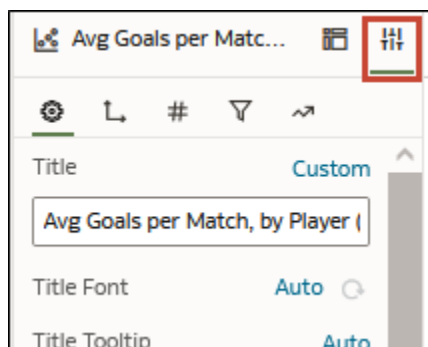 Avg Goals per Matc...
#
Title Custom
Avg Goals per Match, by Player (
Title Font Auto
Title Tooltip Auto